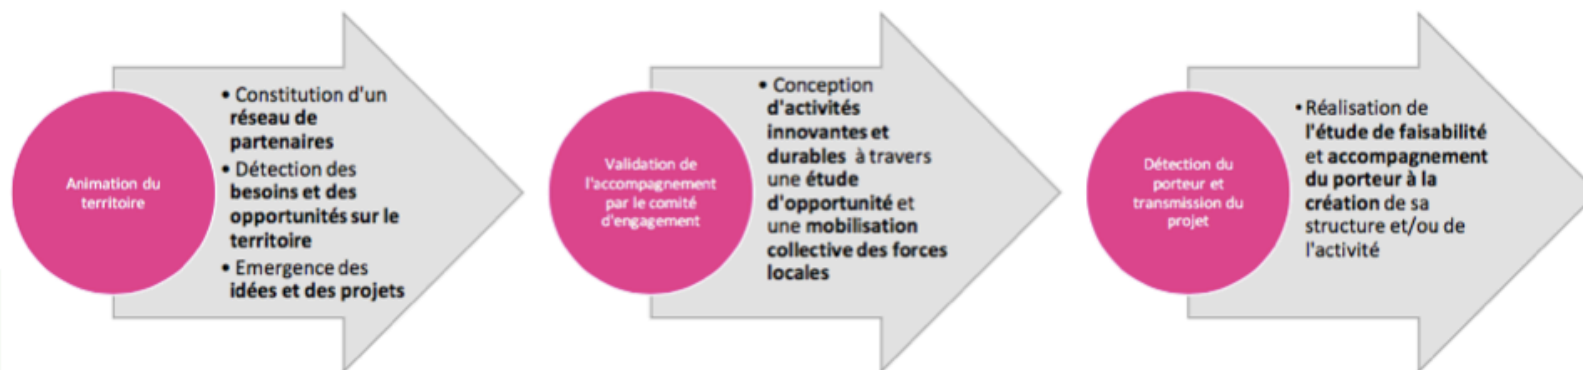 Animation du
territoire
• Constitution d'un
réseau de
partenaires
• Détection des
besoins et des
opportunités sur le
territoire
• Emergence des
idées et des projets
Validation de
l'accompagnement
par le comité
d'engagement
• Conception
d'activités
innovantes et
durables à travers
une étude
d'opportunité et
une mobilisation
collective des forces
locales
Détection du
porteur et
transmission du
projet
•Réalisation de
l'étude de faisabilité
et accompagnement
du porteur à la
création de sa
structure et/ou de
l'activité